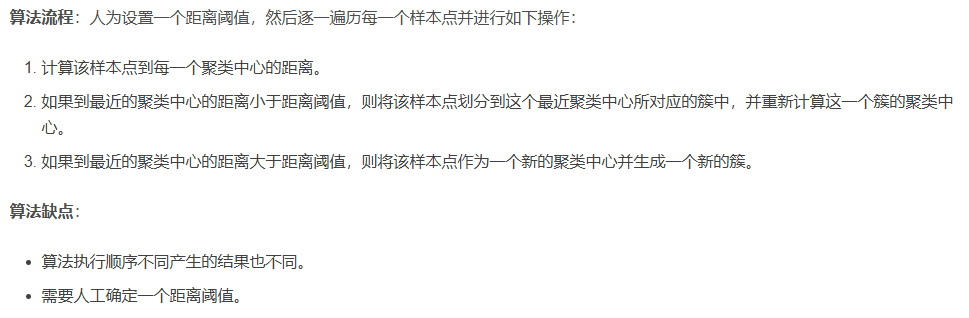 算法流程：人为设置一个距离阈值，然后逐一遍历每一个样本点并进行如下操作：
1. 计算该样本点到每一个聚类中心的距离。
2. 如果到最近的聚类中心的距离小于距离阈值，则将该样本点划分到这个最近聚类中心所对应的簇中，并重新计算这一个簇的聚类中
心。
3. 如果到最近的聚类中心的距离大于距离阈值，则将该样本点作为一个新的聚类中心并生成一个新的簇。
算法缺点：
• 算法执行顺序不同产生的结果也不同。
• 需要人工确定一个距离阈值。